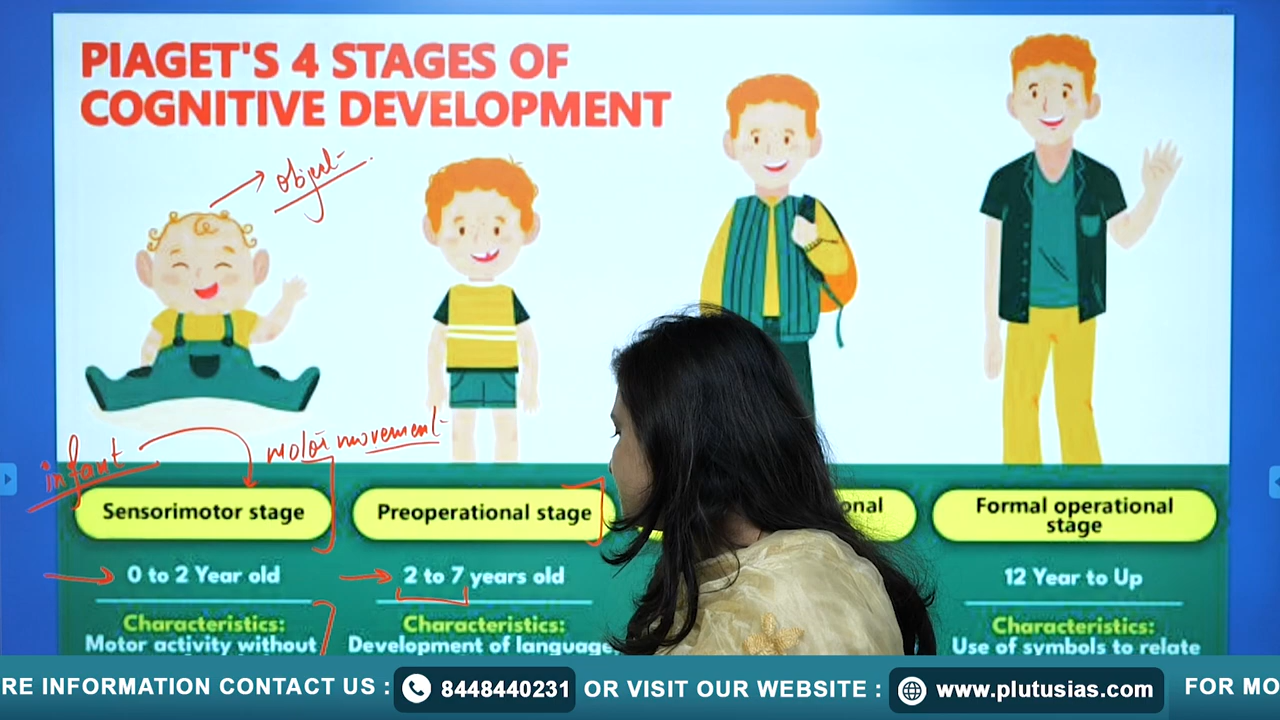 PIAGET'S 4 STAGES OF
COGNITIVE DEVELOPMENT
object
infant
motor movement
Sensorimotor stage
0 to 2 Year old
Characteristics:
Motor activity without
Preoperational stage
2 to 7 years old
Characteristics:
Development of language,
onal
Formal operational
stage
12 Year to Up
Characteristics:
Use of symbols to relate
RE INFORMATION CONTACT US : 8448440231 OR VISIT OUR WEBSITE : www.plutusias.com FOR MO